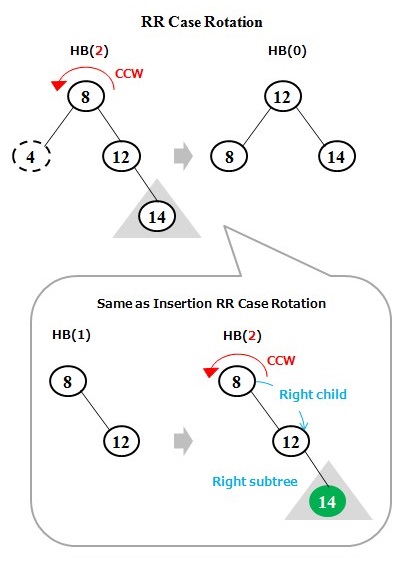 RR Case Rotation
HB(2)
HB(0)
CCW
8
12
4
12
8
14
14
Same as Insertion RR Case Rotation
HB(1)
HB(2)
CCW
8
8
Right child
12
12
Right subtree
14